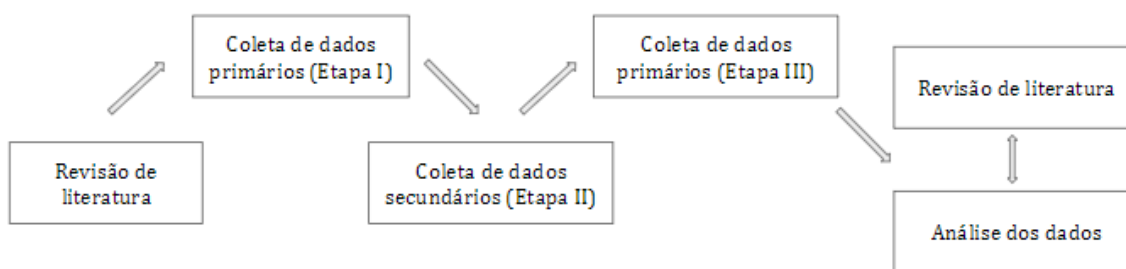 Revisão de
literatura
Coleta de dados
primários (Etapa I)
Coleta de dados
secundários (Etapa II)
Coleta de dados
primários (Etapa III)
Revisão de literatura
Análise dos dados